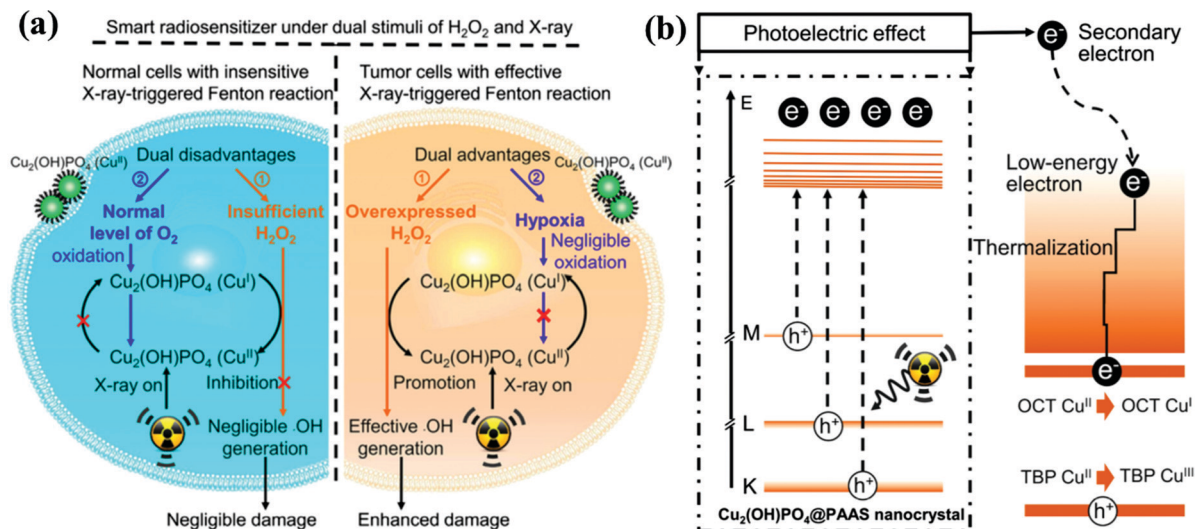 (a)
Smart radiosensitizer under dual stimuli of H₂O₂ and X-ray
Normal cells with insensitive
X-ray-triggered Fenton reaction
Cu₂(OH)PO₄ (Cuᴵᴵ)
Dual disadvantages
②
①
Normal
level of O₂
Insufficient
H₂O₂
oxidation
Cu₂(OH)PO₄ (Cuᴵ)
Cu₂(OH)PO₄ (Cuᴵᴵ)
X-ray on
Inhibition
Negligible ·OH
generation
Negligible damage
Tumor cells with effective
X-ray-triggered Fenton reaction
Dual advantages
Cu₂(OH)PO₄ (Cuᴵᴵ)
①
②
Overexpressed
H₂O₂
Hypoxia
Negligible
oxidation
Cu₂(OH)PO₄ (Cuᴵ)
Cu₂(OH)PO₄ (Cuᴵᴵ)
Promotion
X-ray on
Effective ·OH
generation
Enhanced damage
(b)
Photoelectric effect
e⁻
Secondary
electron
E
e⁻ e⁻ e⁻ e⁻
M
h⁺
L
h⁺
K
h⁺
Cu₂(OH)PO₄@PAAS nanocrystal
Low-energy
electron
e⁻
Thermalization
e⁻
OCT Cuᴵᴵ OCT Cuᴵ
TBP Cuᴵᴵ TBP Cuᴵᴵᴵ
h⁺